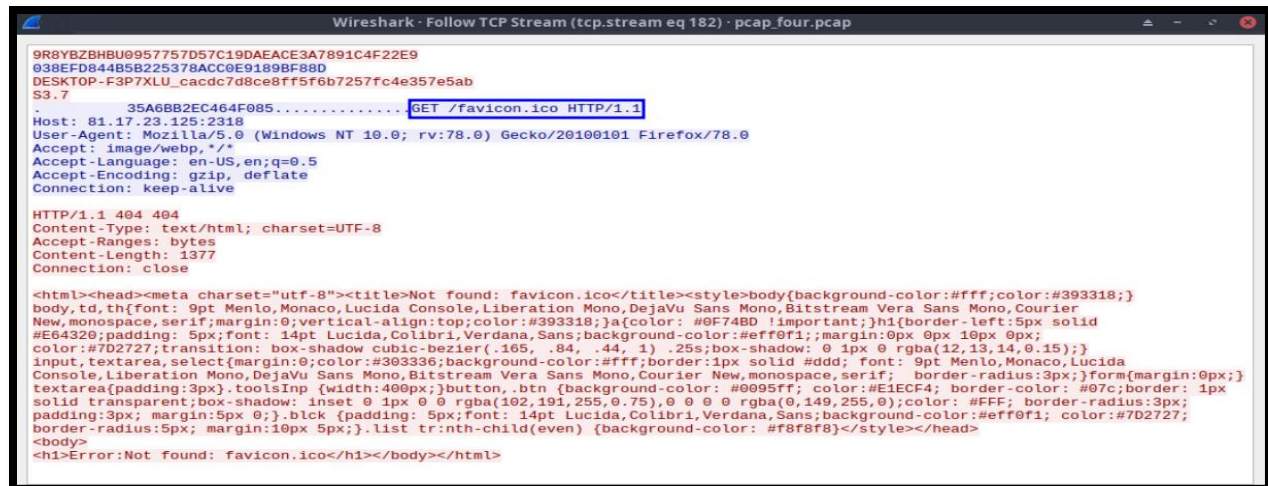 Wireshark · Follow TCP Stream (tcp.stream eq 182) · pcap_four.pcap
9R8YBZBHBU0957757D57C19DAEACE3A7891C4F22E9
038EFD844B5B225378ACC0E9189BF88D
DESKTOP-F3P7XLU_cacdc7d8ce8ff5f6b7257fc4e357e5ab
S3.7
. 35A6BB2EC464F085...............GET /favicon.ico HTTP/1.1
Host: 81.17.23.125:2318
User-Agent: Mozilla/5.0 (Windows NT 10.0; rv:78.0) Gecko/20100101 Firefox/78.0
Accept: image/webp,*/*
Accept-Language: en-US,en;q=0.5
Accept-Encoding: gzip, deflate
Connection: keep-alive
HTTP/1.1 404 404
Content-Type: text/html; charset=UTF-8
Accept-Ranges: bytes
Content-Length: 1377
Connection: close
<html><head><meta charset="utf-8"><title>Not found: favicon.ico</title><style>body{background-color:#fff;color:#393318;}
body,td,th{font: 9pt Menlo,Monaco,Lucida Console,Liberation Mono,DejaVu Sans Mono,Bitstream Vera Sans Mono,Courier
New,monospace,serif;margin:0;vertical-align:top;color:#393318;}a{color: #0F74BD !important;}h1{border-left:5px solid
#E64320;padding: 5px;font: 14pt Lucida,Colibri,Verdana,Sans;background-color:#eff0f1;;margin:0px 10px 10px 0px;
color:#7D2727;transition: box-shadow cubic-bezier(.165, .84, .44, 1) .25s;box-shadow: 0 1px 0 rgba(12,13,14,0.15);}
input,textarea,select{margin:0;color:#303336;background-color:#fff;border:1px solid #ddd; font: 9pt Menlo,Monaco,Lucida
Console,Liberation Mono,DejaVu Sans Mono,Bitstream Vera Sans Mono,Courier New,monospace,serif;  border-radius:3px;}form{margin:0px;}
textarea{padding:3px}.toolsInp {width:400px;}button,.btn {background-color: #0095ff; color:#E1ECF4; border-color: #07c;border: 1px
solid transparent;box-shadow: inset 0 1px 0 0 rgba(102,191,255,0.75),0 0 0 0 rgba(0,149,255,0);color: #FFF; border-radius:3px;
padding:3px; margin:5px 0;}.blck {padding: 5px;font: 14pt Lucida,Colibri,Verdana,Sans;background-color:#eff0f1; color:#7D2727;
border-radius:5px; margin:10px 5px;}.list tr:nth-child(even) {background-color: #f8f8f8}</style></head>
<body>
<h1>Error:Not found: favicon.ico</h1></body></html>